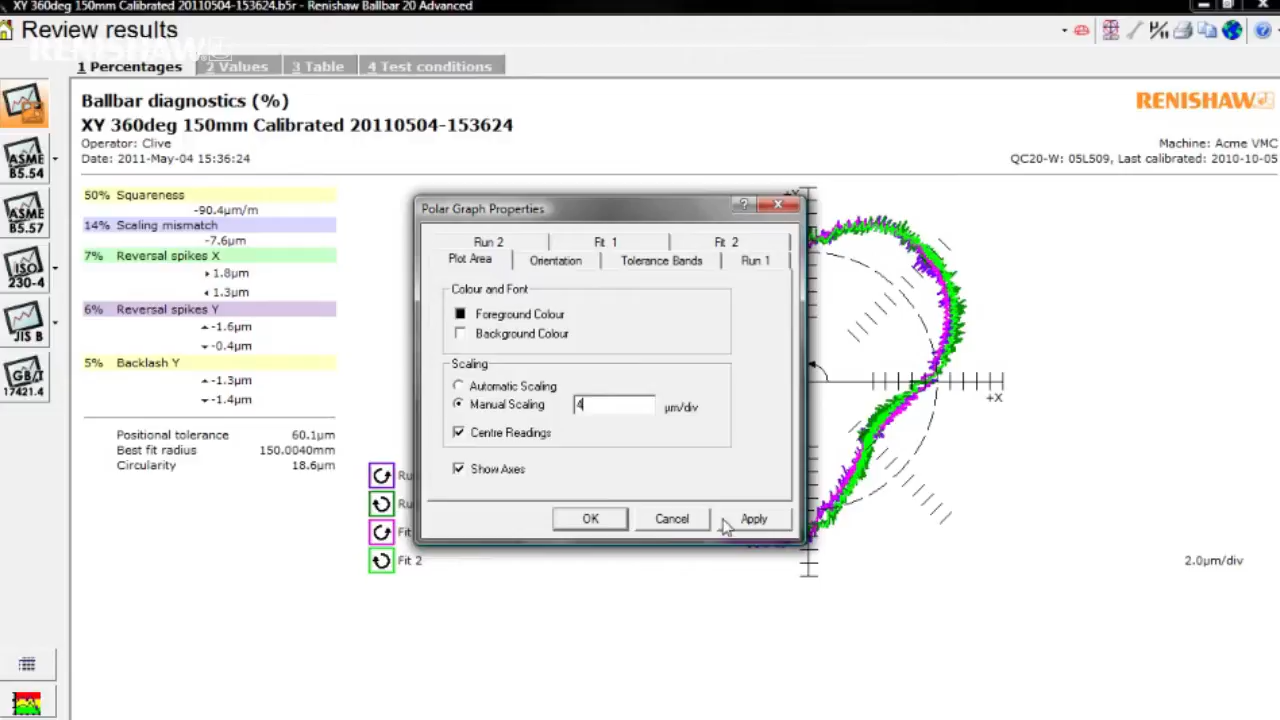 XY 360deg 150mm Calibrated 20110504-153624.b5r - Renishaw Ballbar 20 Advanced
Review results
RENISHAW
1 Percentages 2 Values 3 Table 4 Test conditions
Ballbar diagnostics (%)
RENISHAW
XY 360deg 150mm Calibrated 20110504-153624
Operator: Clive
Machine: Acme VMC
Date: 2011-May-04 15:36:24
QC20-W: 05L509, Last calibrated: 2010-10-05
ASME B5.54
ASME B5.57
ISO 230-4
JIS B
GB/T 17421.4
50% Squareness
-90.4µm/m
14% Scaling mismatch
-7.6µm
7% Reversal spikes X
1.8µm
1.3µm
6% Reversal spikes Y
-1.6µm
-0.4µm
5% Backlash Y
-1.3µm
-1.4µm
Positional tolerance 60.1µm
Best fit radius 150.0040mm
Circularity 18.6µm
Polar Graph Properties
Run 2 Fit 1 Fit 2
Plot Area Orientation Tolerance Bands Run 1
Colour and Font
Foreground Colour
Background Colour
Scaling
Automatic Scaling
Manual Scaling 4 µm/div
Centre Readings
Show Axes
OK Cancel Apply
+X
Fit 2
2.0µm/div